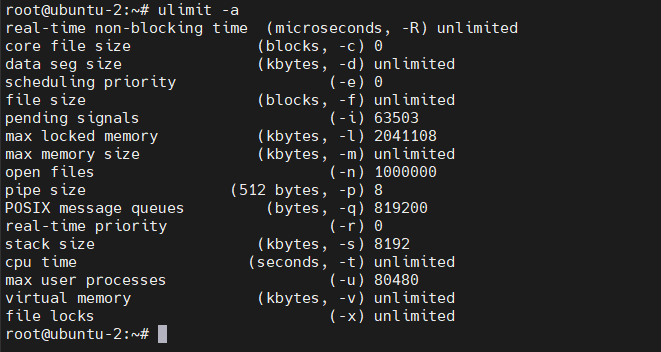 root@ubuntu-2:~# ulimit -a
real-time non-blocking time  (microseconds, -R) unlimited
core file size              (blocks, -c) 0
data seg size               (kbytes, -d) unlimited
scheduling priority                 (-e) 0
file size                   (blocks, -f) unlimited
pending signals                     (-i) 63503
max locked memory           (kbytes, -l) 2041108
max memory size             (kbytes, -m) unlimited
open files                          (-n) 1000000
pipe size                (512 bytes, -p) 8
POSIX message queues         (bytes, -q) 819200
real-time priority                  (-r) 0
stack size                  (kbytes, -s) 8192
cpu time                   (seconds, -t) unlimited
max user processes                  (-u) 80480
virtual memory              (kbytes, -v) unlimited
file locks                          (-x) unlimited
root@ubuntu-2:~#